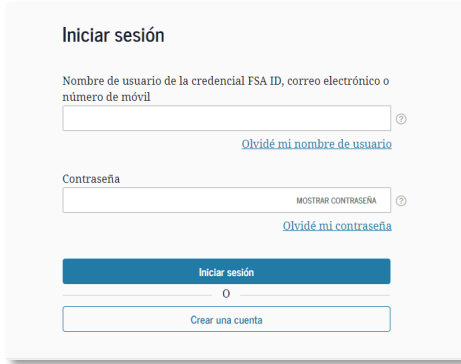 Iniciar sesión
Nombre de usuario de la credencial FSA ID, correo electrónico o
número de móvil
?
Olvidé mi nombre de usuario
Contraseña
MOSTRAR CONTRASEÑA ?
Olvidé mi contraseña
Iniciar sesión
O
Crear una cuenta